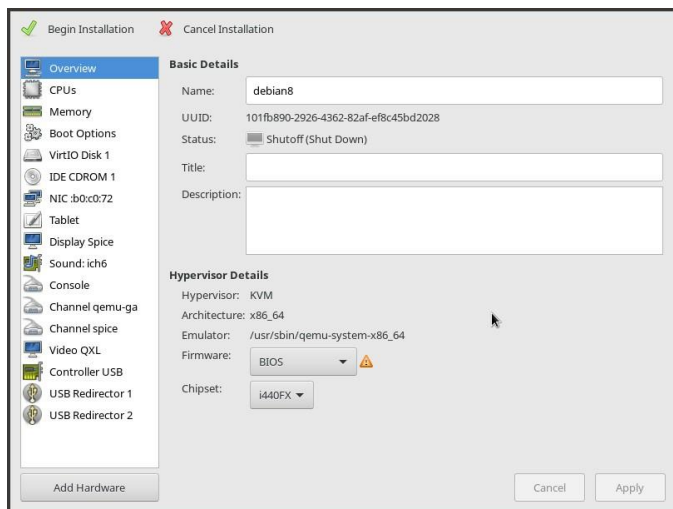 Begin Installation
Cancel Installation
Overview
CPUs
Memory
Boot Options
VirtIO Disk 1
IDE CDROM 1
NIC :b0:c0:72
Tablet
Display Spice
Sound: ich6
Console
Channel qemu-ga
Channel spice
Video QXL
Controller USB
USB Redirector 1
USB Redirector 2
Add Hardware
Basic Details
Name: debian8
UUID: 101fb890-2926-4362-82af-ef8c45bd2028
Status: Shutoff (Shut Down)
Title:
Description:
Hypervisor Details
Hypervisor: KVM
Architecture: x86_64
Emulator: /usr/sbin/qemu-system-x86_64
Firmware: BIOS
Chipset: i440FX
Cancel
Apply